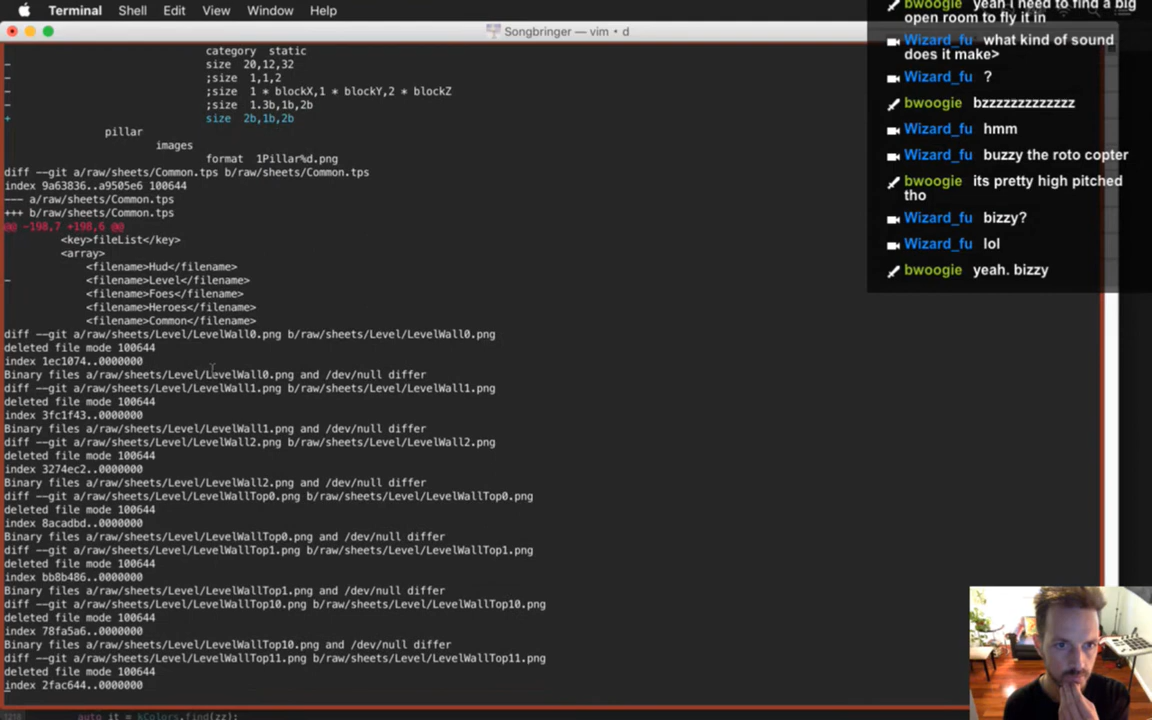 Terminal Shell Edit View Window Help
Songbringer — vim • d
category static
- size 20,12,32
- ;size 1,1,2
- ;size 1 * blockX,1 * blockY,2 * blockZ
- ;size 1.3b,1b,2b
+ size 2b,1b,2b
pillar
images
format 1Pillar%d.png
diff --git a/raw/sheets/Common.tps b/raw/sheets/Common.tps
index 9a63836..a9505e6 100644
--- a/raw/sheets/Common.tps
+++ b/raw/sheets/Common.tps
@@ -198,7 +198,6 @@
<key>fileList</key>
<array>
<filename>Hud</filename>
- <filename>Level</filename>
<filename>Foes</filename>
<filename>Heroes</filename>
<filename>Common</filename>
diff --git a/raw/sheets/Level/LevelWall0.png b/raw/sheets/Level/LevelWall0.png
deleted file mode 100644
index 1ec1074..0000000
Binary files a/raw/sheets/Level/LevelWall0.png and /dev/null differ
diff --git a/raw/sheets/Level/LevelWall1.png b/raw/sheets/Level/LevelWall1.png
deleted file mode 100644
index 3fc1f43..0000000
Binary files a/raw/sheets/Level/LevelWall1.png and /dev/null differ
diff --git a/raw/sheets/Level/LevelWall2.png b/raw/sheets/Level/LevelWall2.png
deleted file mode 100644
index 3274ec2..0000000
Binary files a/raw/sheets/Level/LevelWall2.png and /dev/null differ
diff --git a/raw/sheets/Level/LevelWallTop0.png b/raw/sheets/Level/LevelWallTop0.png
deleted file mode 100644
index 8acadbd..0000000
Binary files a/raw/sheets/Level/LevelWallTop0.png and /dev/null differ
diff --git a/raw/sheets/Level/LevelWallTop1.png b/raw/sheets/Level/LevelWallTop1.png
deleted file mode 100644
index bb8b486..0000000
Binary files a/raw/sheets/Level/LevelWallTop1.png and /dev/null differ
diff --git a/raw/sheets/Level/LevelWallTop10.png b/raw/sheets/Level/LevelWallTop10.png
deleted file mode 100644
index 78fa5a6..0000000
Binary files a/raw/sheets/Level/LevelWallTop10.png and /dev/null differ
diff --git a/raw/sheets/Level/LevelWallTop11.png b/raw/sheets/Level/LevelWallTop11.png
deleted file mode 100644
index 2fac644..0000000
auto it = kColors.find(zz);
bwoogie yeah i need to find a big
open room to fly it in
Wizard_fu what kind of sound
does it make>
Wizard_fu ?
bwoogie bzzzzzzzzzzzzz
Wizard_fu hmm
Wizard_fu buzzy the roto copter
bwoogie its pretty high pitched
tho
Wizard_fu bizzy?
Wizard_fu lol
bwoogie yeah. bizzy